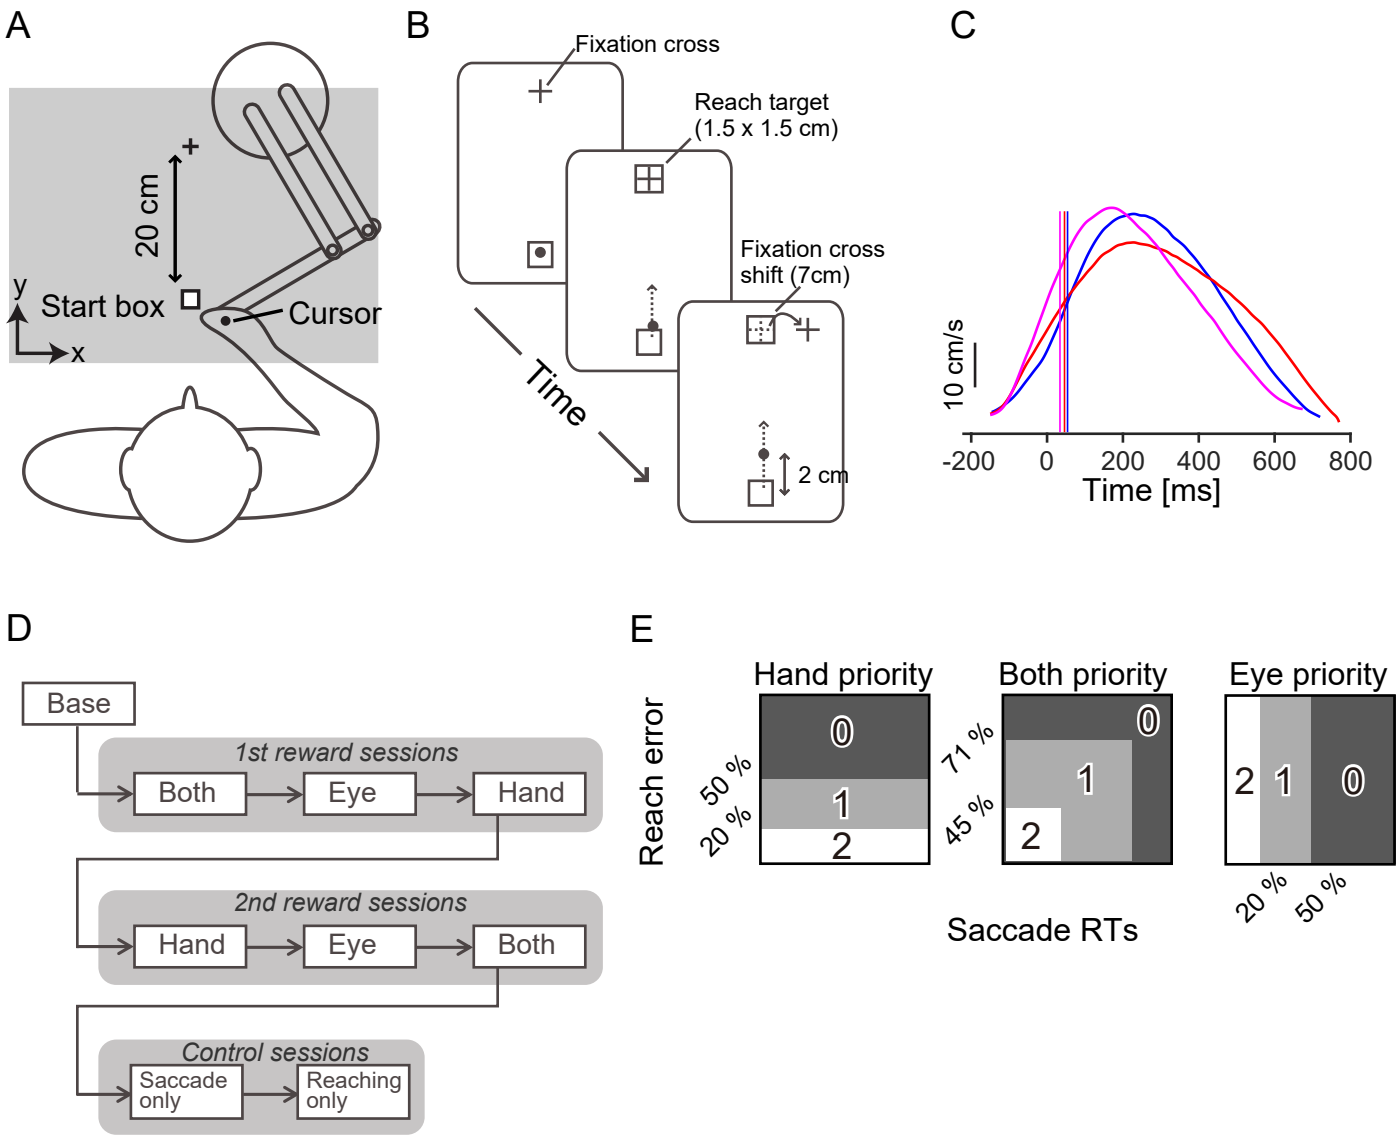 A
20 cm
y
Start box
Cursor
x
B
Fixation cross
Reach target
(1.5 x 1.5 cm)
Fixation cross
shift (7cm)
2 cm
Time
C
10 cm/s
-200 0 200 400 600 800
Time [ms]
D
Base
1st reward sessions
Both Eye Hand
2nd reward sessions
Hand Eye Both
Control sessions
Saccade
only
Reaching
only
E
Hand priority Both priority Eye priority
Reach error
50 %
20 %
0
1
2
71 %
45 %
0
1
2
2 1 0
20 % 50 %
Saccade RTs